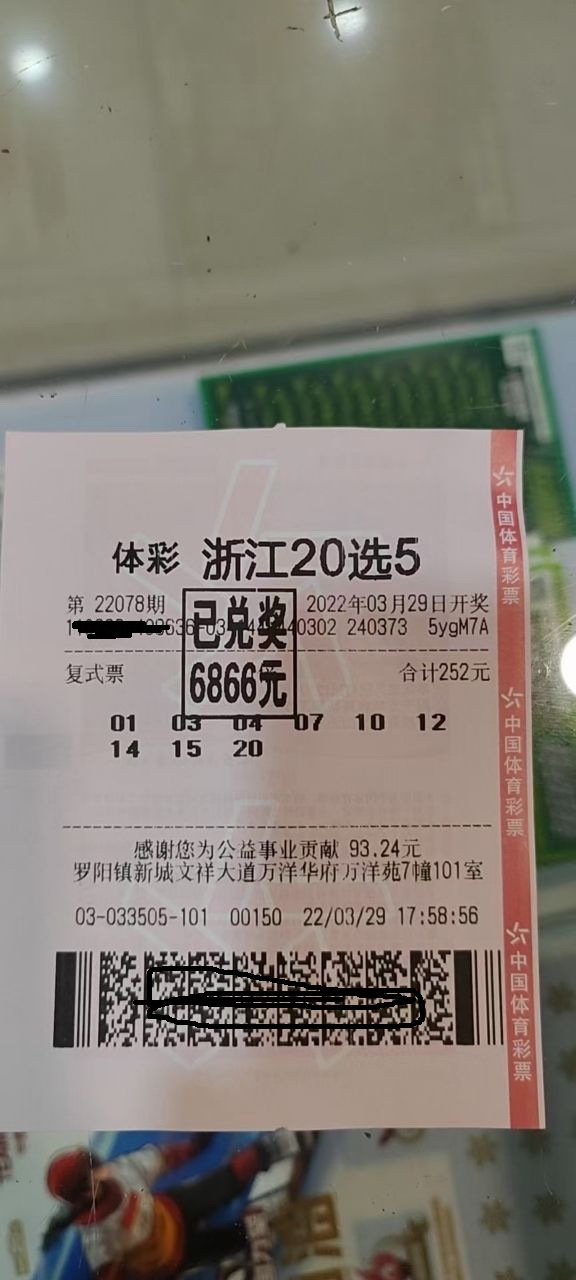 体彩 浙江20选5
第 22078期 2022年03月29日开奖
240373 5ygM7A
已兑奖
6866元
复式票 合计252元
01 03 04 07 10 12
14 15 20
感谢您为公益事业贡献 93.24元
罗阳镇新城文祥大道万洋华府万洋苑7幢101室
03-033505-101 00150 22/03/29 17:58:56
中国体育彩票
中国体育彩票
中国体育彩票